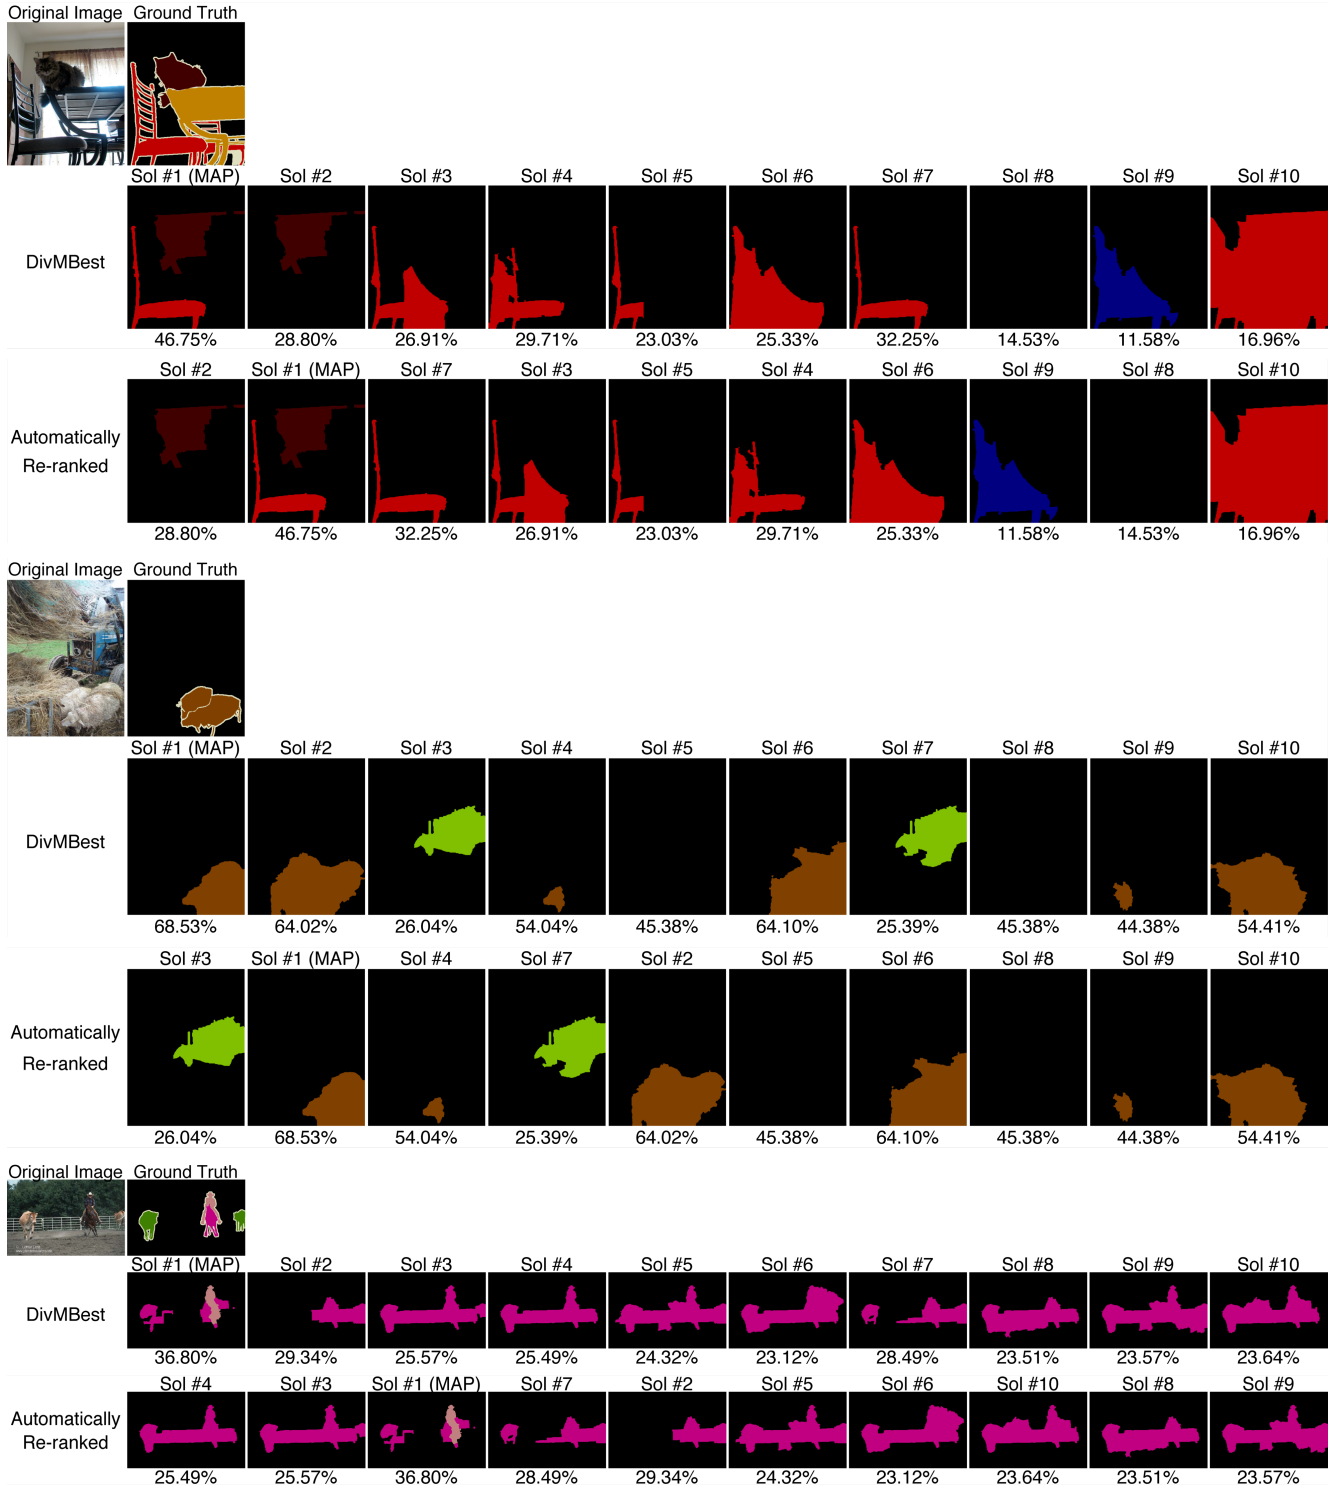 Original Image Ground Truth
Sol #1 (MAP) Sol #2 Sol #3 Sol #4 Sol #5 Sol #6 Sol #7 Sol #8 Sol #9 Sol #10
DivMBest
46.75% 28.80% 26.91% 29.71% 23.03% 25.33% 32.25% 14.53% 11.58% 16.96%
Sol #2 Sol #1 (MAP) Sol #7 Sol #3 Sol #5 Sol #4 Sol #6 Sol #9 Sol #8 Sol #10
Automatically
Re-ranked
28.80% 46.75% 32.25% 26.91% 23.03% 29.71% 25.33% 11.58% 14.53% 16.96%
Original Image Ground Truth
Sol #1 (MAP) Sol #2 Sol #3 Sol #4 Sol #5 Sol #6 Sol #7 Sol #8 Sol #9 Sol #10
DivMBest
68.53% 64.02% 26.04% 54.04% 45.38% 64.10% 25.39% 45.38% 44.38% 54.41%
Sol #3 Sol #1 (MAP) Sol #4 Sol #7 Sol #2 Sol #5 Sol #6 Sol #8 Sol #9 Sol #10
Automatically
Re-ranked
26.04% 68.53% 54.04% 25.39% 64.02% 45.38% 64.10% 45.38% 44.38% 54.41%
Original Image Ground Truth
Sol #1 (MAP) Sol #2 Sol #3 Sol #4 Sol #5 Sol #6 Sol #7 Sol #8 Sol #9 Sol #10
DivMBest
36.80% 29.34% 25.57% 25.49% 24.32% 23.12% 28.49% 23.51% 23.57% 23.64%
Sol #4 Sol #3 Sol #1 (MAP) Sol #7 Sol #2 Sol #5 Sol #6 Sol #10 Sol #8 Sol #9
Automatically
Re-ranked
25.49% 25.57% 36.80% 28.49% 29.34% 24.32% 23.12% 23.64% 23.51% 23.57%